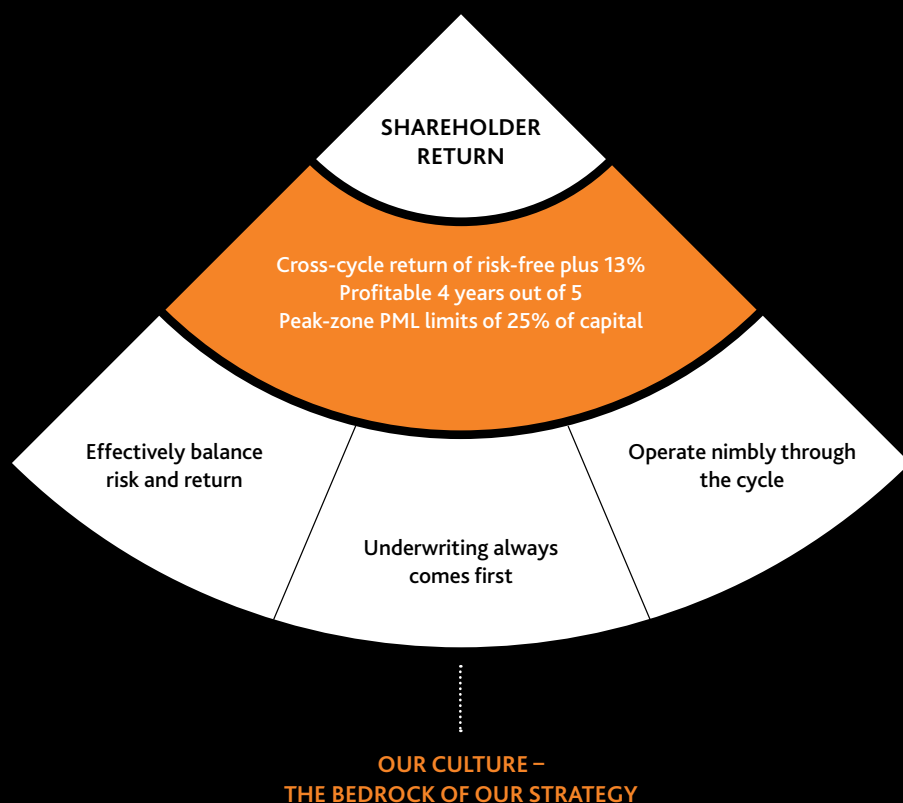 SHAREHOLDER
RETURN
Cross-cycle return of risk-free plus 13%
Profitable 4 years out of 5
Peak-zone PML limits of 25% of capital
Effectively balance
risk and return
Underwriting always
comes first
Operate nimbly through
the cycle
OUR CULTURE –
THE BEDROCK OF OUR STRATEGY